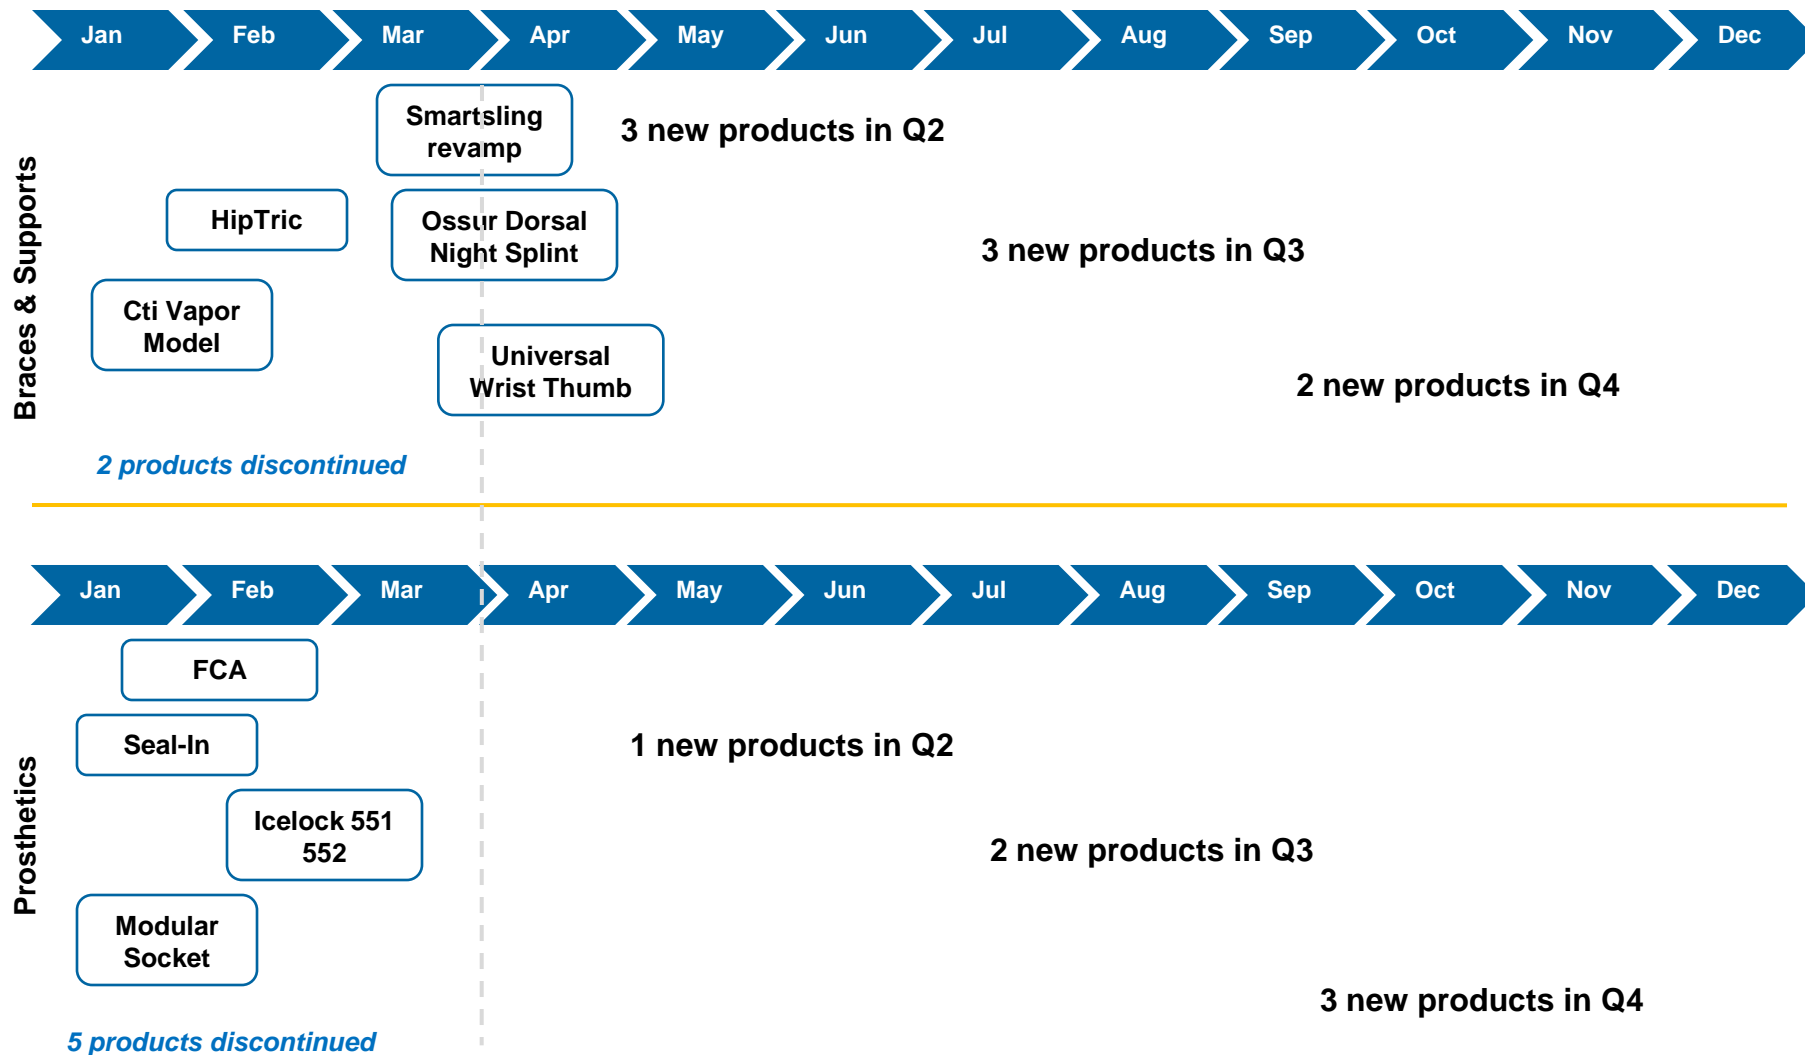 Jan Feb Mar Apr May Jun Jul Aug Sep Oct Nov Dec
Braces & Supports
Smartsling
revamp
3 new products in Q2
HipTric
Ossur Dorsal
Night Splint
3 new products in Q3
Cti Vapor
Model
Universal
Wrist Thumb
2 new products in Q4
2 products discontinued
Jan Feb Mar Apr May Jun Jul Aug Sep Oct Nov Dec
Prosthetics
FCA
Seal-In
1 new products in Q2
Icelock 551
552
2 new products in Q3
Modular
Socket
3 new products in Q4
5 products discontinued